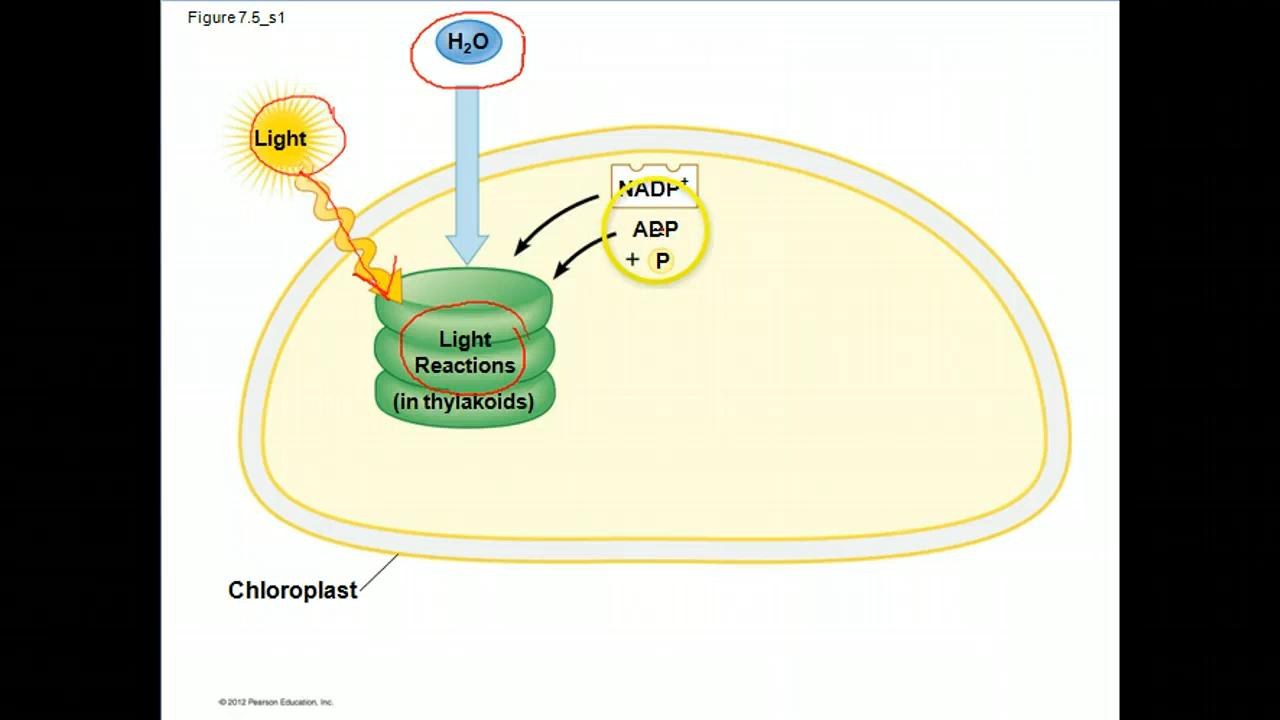 Figure 7.5_s1
H₂O
Light
NADP⁺
ADP
+ P
Light
Reactions
(in thylakoids)
Chloroplast
© 2012 Pearson Education, Inc.